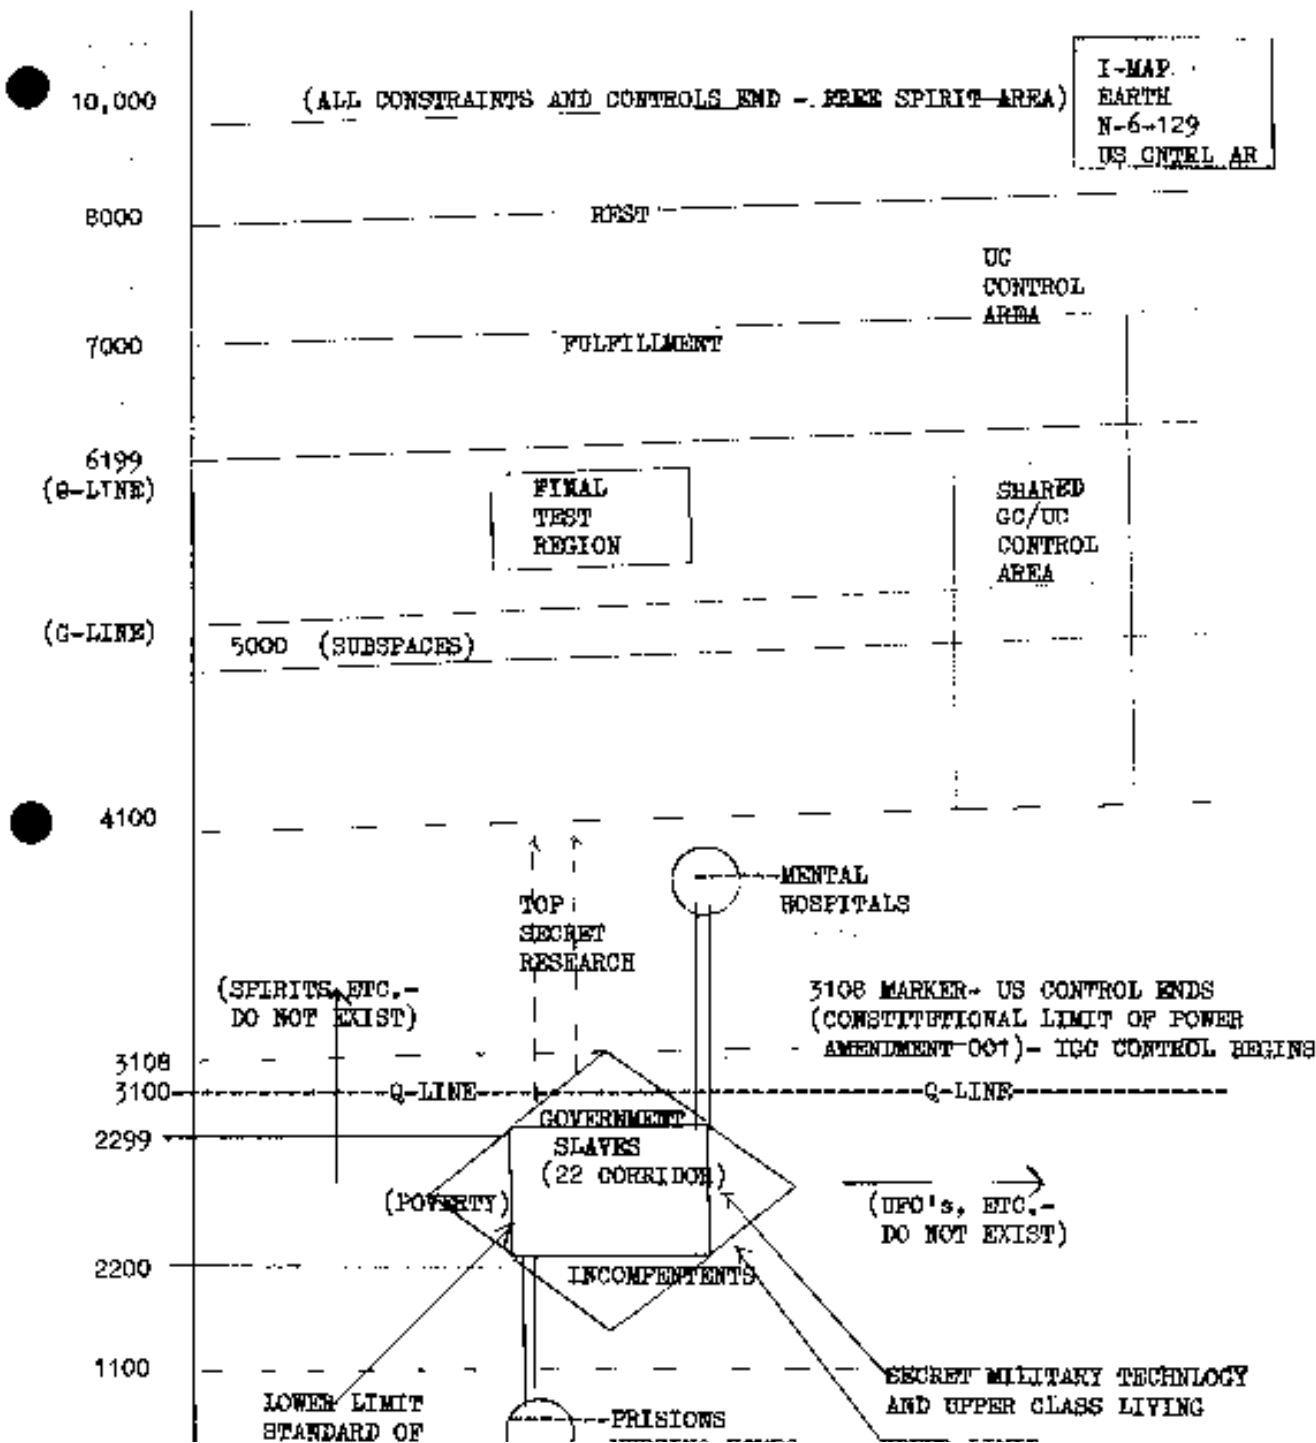 I-MAP
EARTH
N-6-129
US CNTRL AR
10,000 (ALL CONSTRAINTS AND CONTROLS END - FREE SPIRIT AREA)
8000 REST
UC
CONTROL
AREA
7000 FULFILLMENT
6199
(Θ-LINE)
FINAL
TEST
REGION
SHARED
GC/UC
CONTROL
AREA
(G-LINE)
5000 (SUBSPACES)
4100
MENTAL
HOSPITALS
TOP
SECRET
RESEARCH
(SPIRITS ETC.-
DO NOT EXIST)
3108 MARKER- US CONTROL ENDS
(CONSTITUTIONAL LIMIT OF POWER
AMENDMENT 001)- TGC CONTROL BEGINS
3108
3100 Q-LINE Q-LINE
2299
GOVERNMENT
SLAVES
(22 CORRIDOR)
(POVERTY)
(UFO's, ETC.-
DO NOT EXIST)
2200
INCOMPENTENTS
1100
SECRET MILITARY TECHNLOGY
AND UPPER CLASS LIVING
LOWER LIMIT
STANDARD OF
PRISIONS